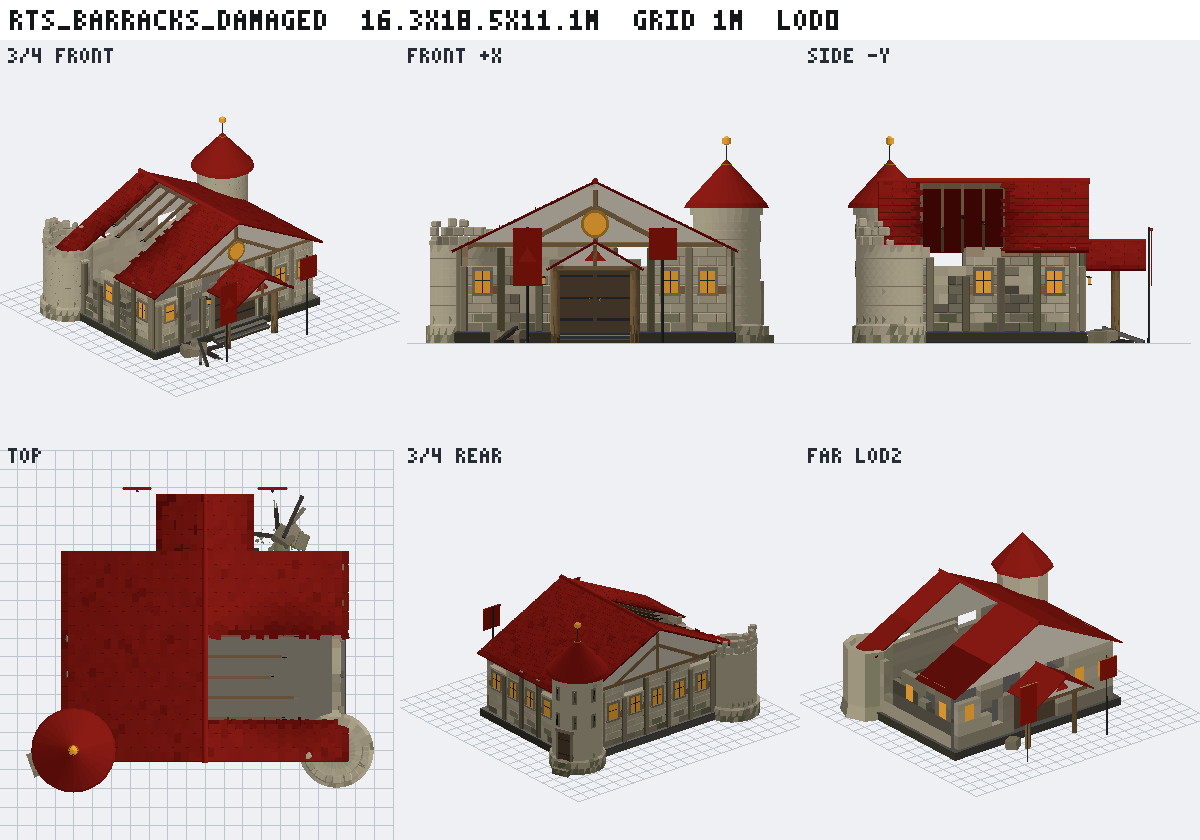 RTS_BARRACKS_DAMAGED 16.3X18.5X11.1M GRID 1M LOD0
3/4 FRONT
FRONT +X
SIDE -Y
TOP
3/4 REAR
FAR LOD2